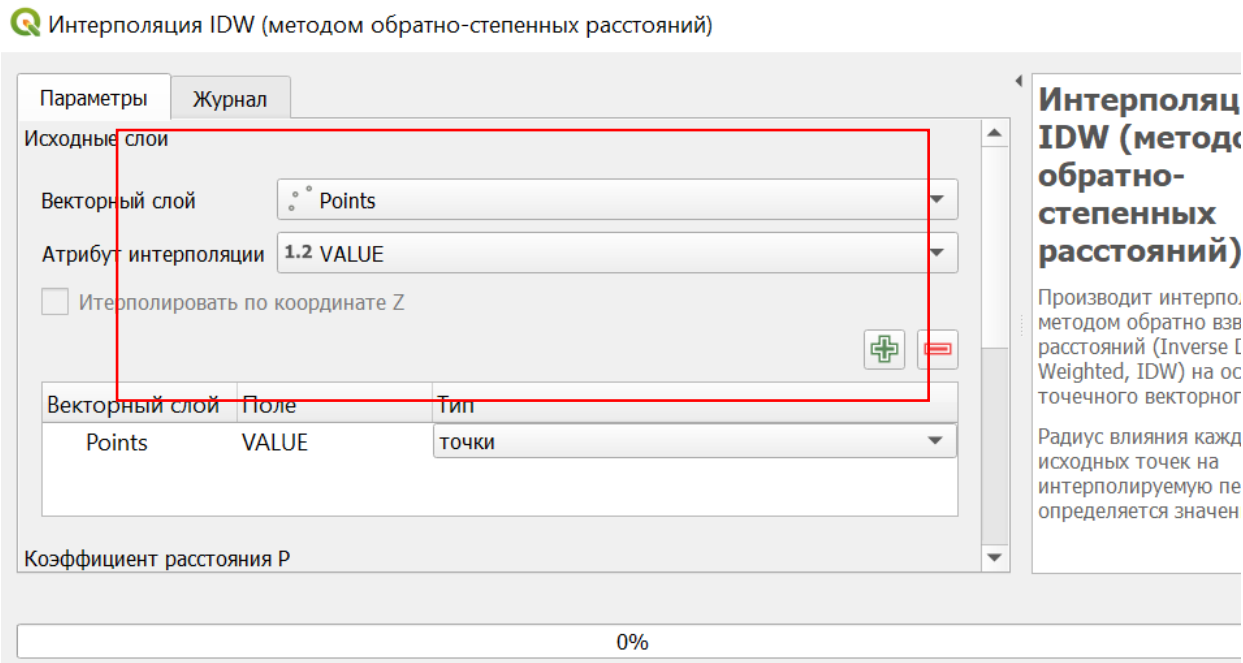 Интерполяция IDW (методом обратно-степенных расстояний)
Параметры
Журнал
Исходные слои
Векторный слой
Points
Атрибут интерполяции
1.2 VALUE
Итерполировать по координате Z
Векторный слой Поле Тип
Points VALUE точки
Коэффициент расстояния P
0%
Интерполяц
IDW (методо
обратно-
степенных
расстояний)
Производит интерпол
методом обратно взв
расстояний (Inverse D
Weighted, IDW) на ос
точечного векторног
Радиус влияния кажд
исходных точек на
интерполируемую пе
определяется значен